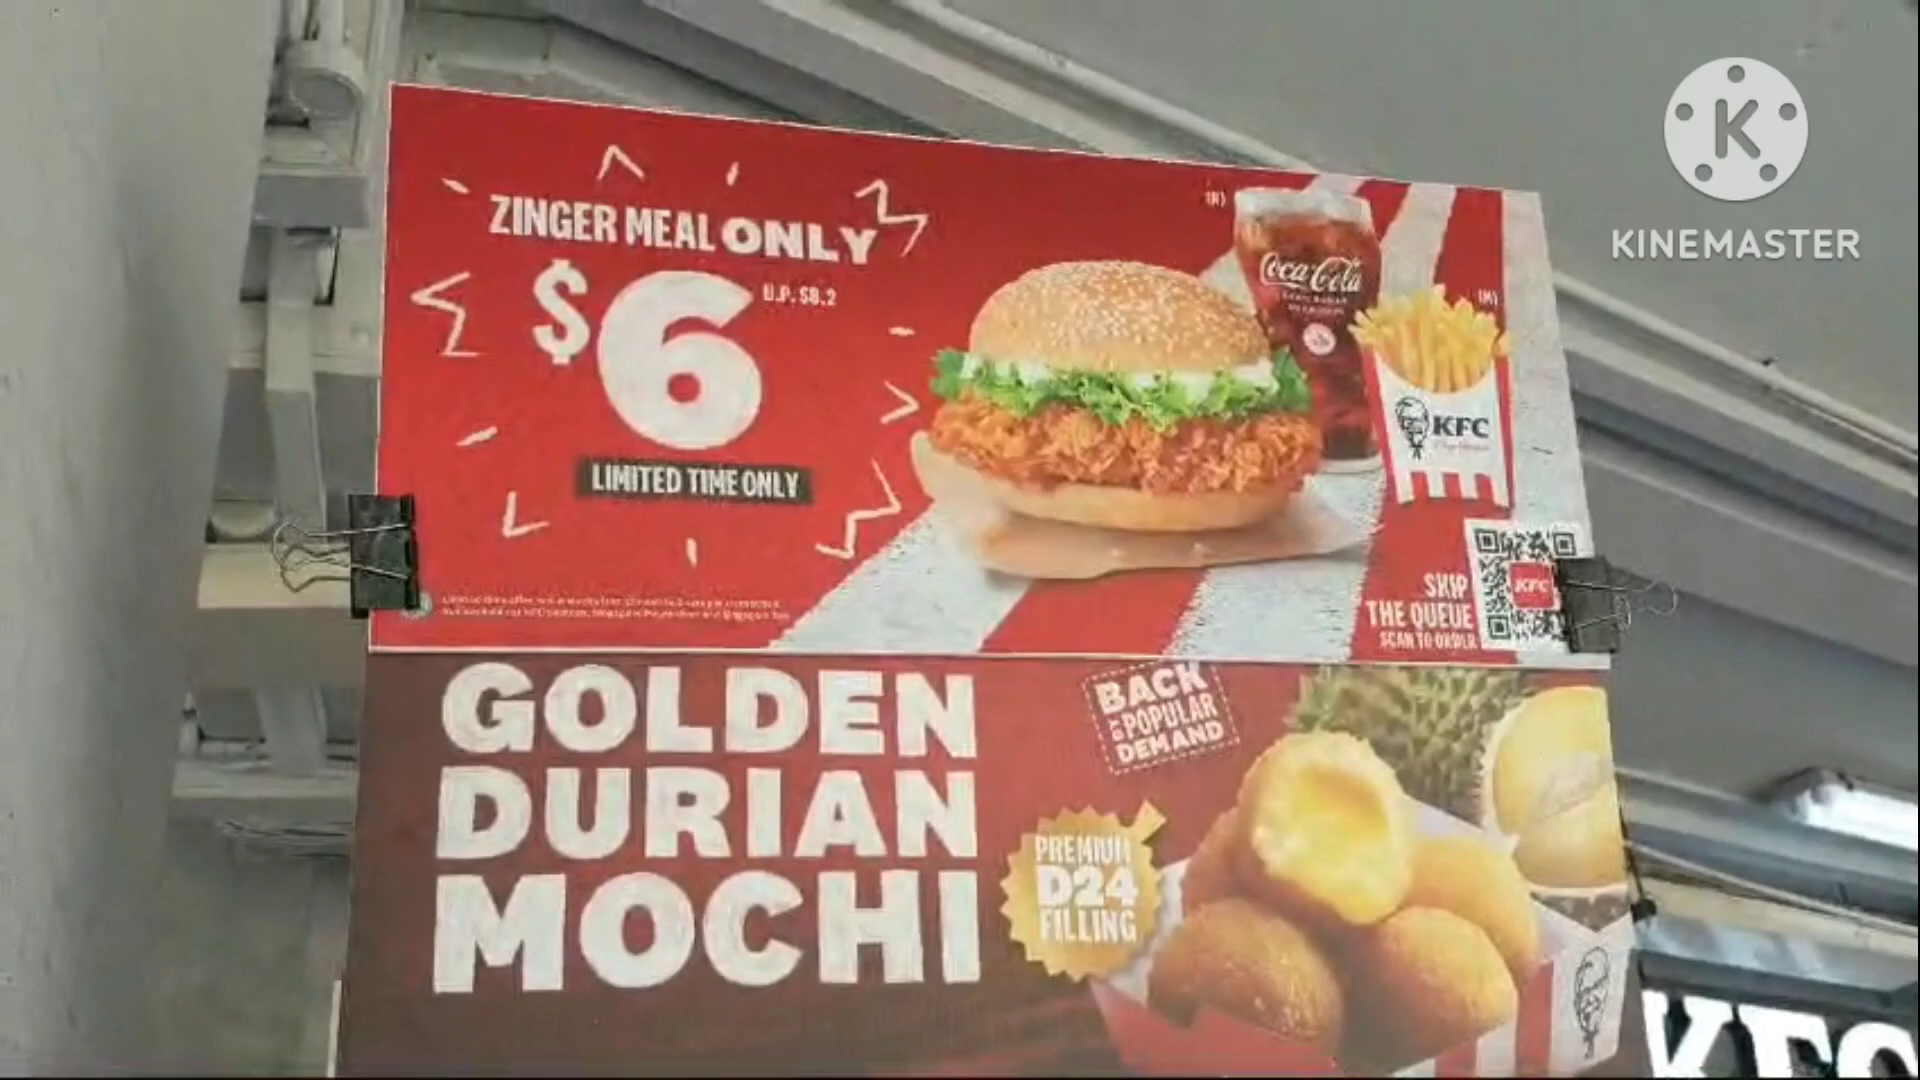 KINEMASTER
ZINGER MEAL ONLY
$6
U.P. $8.2
LIMITED TIME ONLY
(M)
Coca-Cola
(M)
KFC
SKIP
THE QUEUE
SCAN TO ORDER
KFC
GOLDEN
DURIAN
MOCHI
BACK
BY POPULAR
DEMAND
PREMIUM
D24
FILLING
KFC